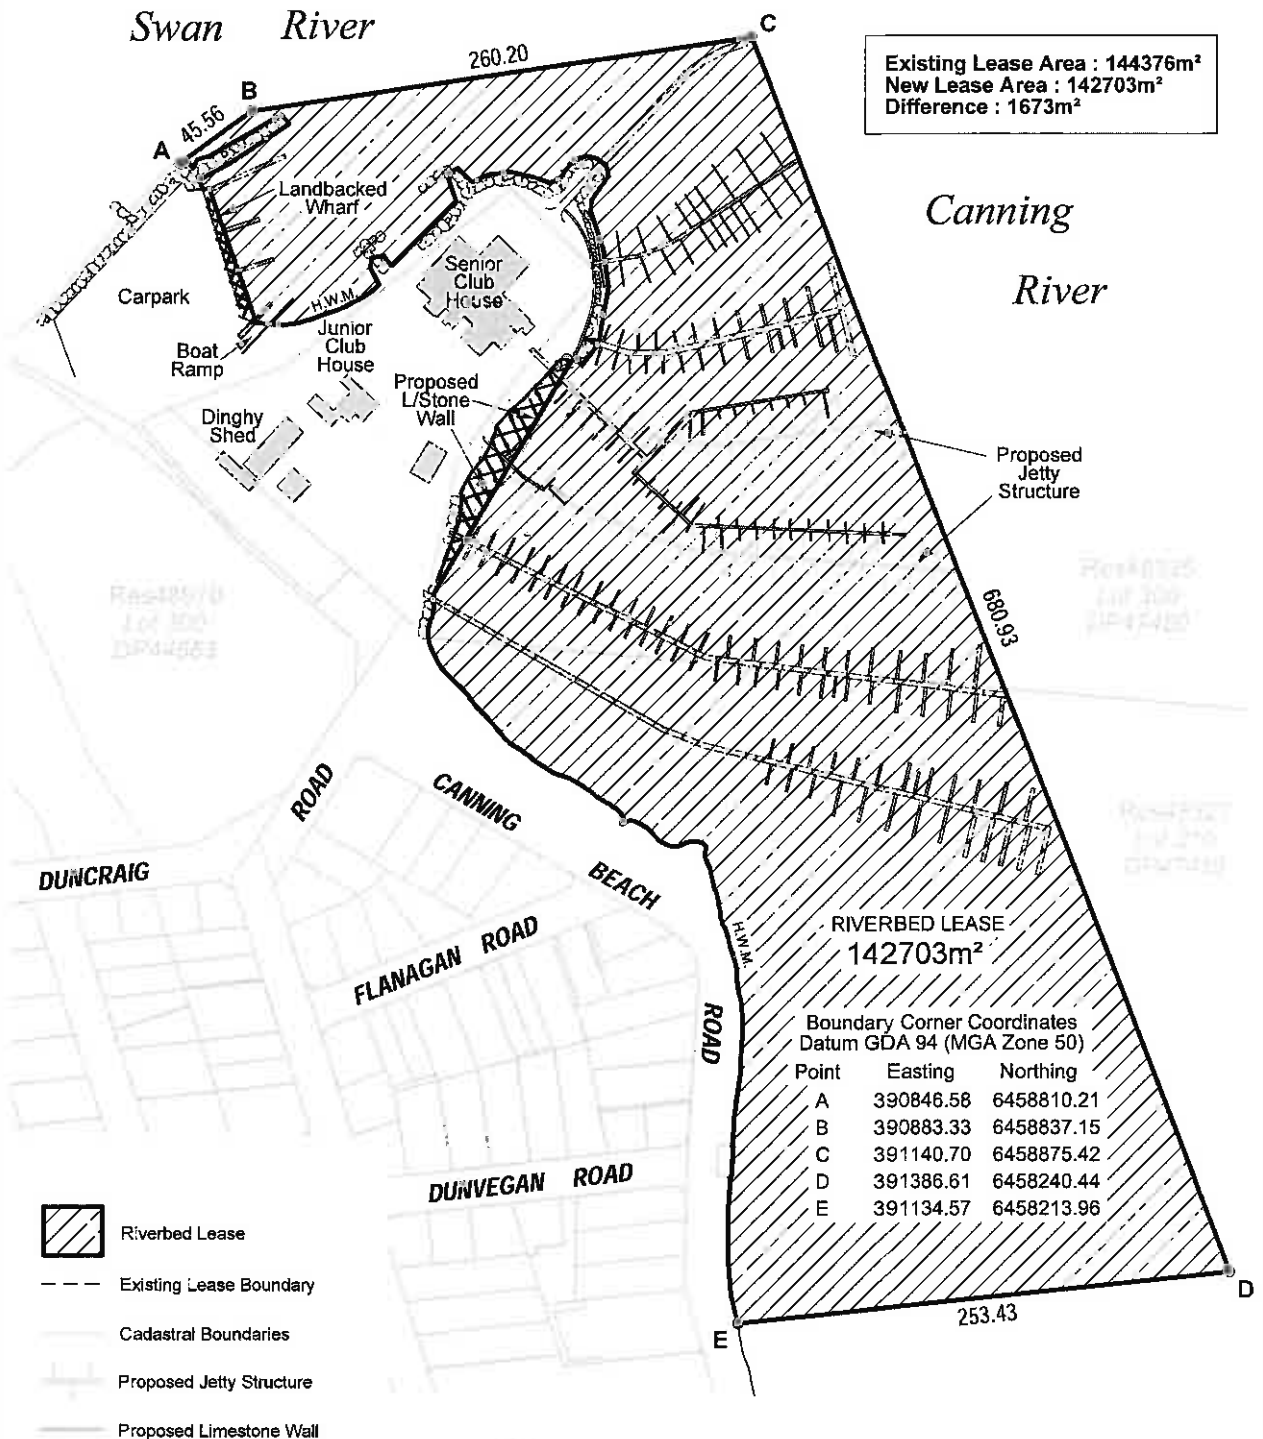 Swan River
C
260.20
Existing Lease Area : 144376m²
New Lease Area : 142703m²
Difference : 1673m²
B
45.56
A
Landbacked
Wharf
Canning
River
Senior
Club
House
Carpark
H.W.M.
Junior
Club
House
Boat
Ramp
Proposed
L/Stone
Wall
Dinghy
Shed
Proposed
Jetty
Structure
680.93
ROAD
CANNING
BEACH
ROAD
DUNCRAIG
FLANAGAN ROAD
H.W.M.
RIVERBED LEASE
142703m²
Boundary Corner Coordinates
Datum GDA 94 (MGA Zone 50)
Point Easting Northing
A 390846.58 6458810.21
B 390883.33 6458837.15
C 391140.70 6458875.42
D 391386.61 6458240.44
E 391134.57 6458213.96
DUNVEGAN ROAD
D
253.43
E
Riverbed Lease
Existing Lease Boundary
Cadastral Boundaries
Proposed Jetty Structure
Proposed Limestone Wall